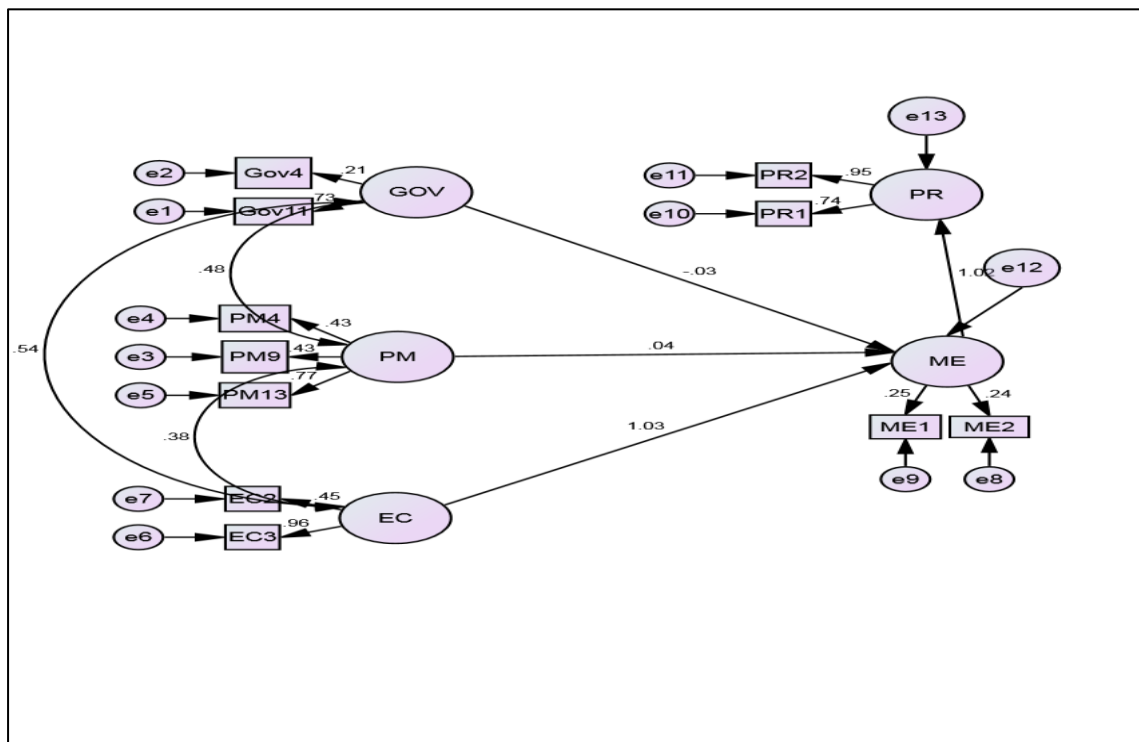 e13
e2
Gov4
.21
GOV
e11
PR2
.95
PR
e1
Gov11
.73
e10
PR1
.74
.48
-.03
1.02
e12
e4
PM4
.43
e3
PM9
.43
PM
.04
ME
.54
e5
PM13
.77
.25
.24
.38
1.03
ME1
ME2
e9
e8
e7
EC2
.45
EC
e6
EC3
.96